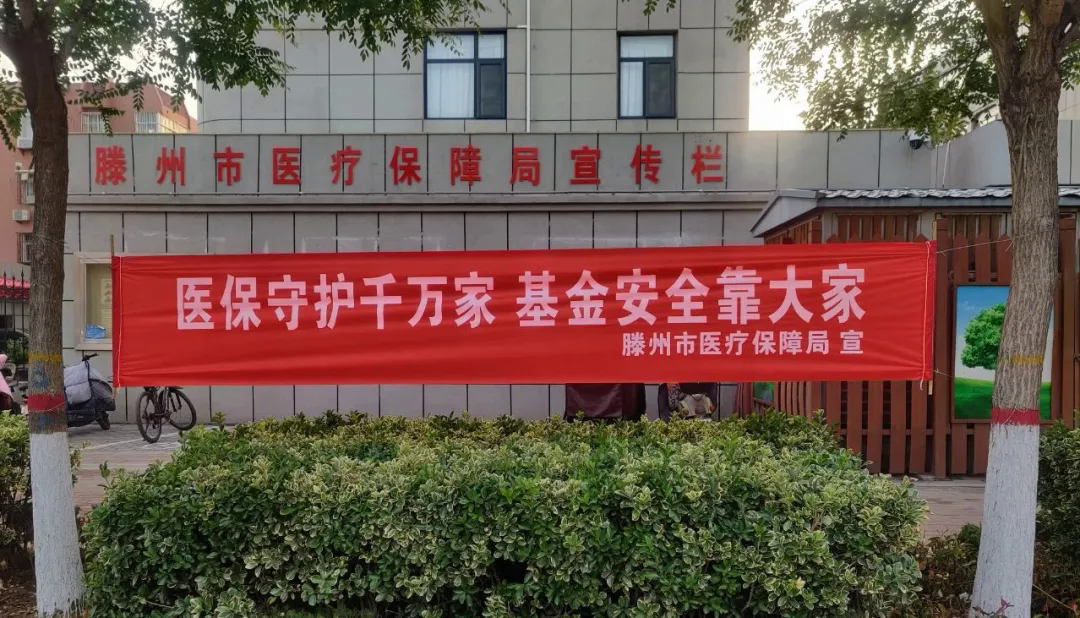 滕州市医疗保障局宣传栏
医保守护千万家 基金安全靠大家
滕州市医疗保障局 宣